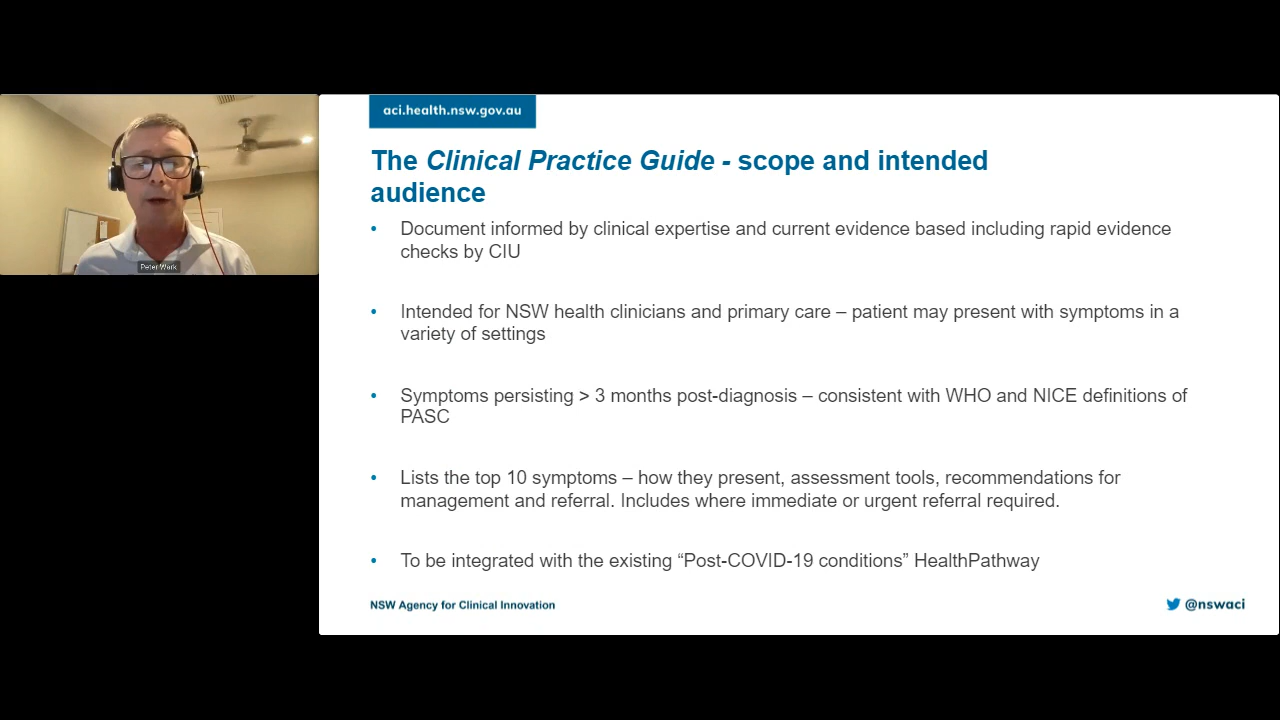 aci.health.nsw.gov.au
The Clinical Practice Guide - scope and intended
audience
• Document informed by clinical expertise and current evidence based including rapid evidence
checks by CIU
• Intended for NSW health clinicians and primary care – patient may present with symptoms in a
variety of settings
• Symptoms persisting > 3 months post-diagnosis – consistent with WHO and NICE definitions of
PASC
• Lists the top 10 symptoms – how they present, assessment tools, recommendations for
management and referral. Includes where immediate or urgent referral required.
• To be integrated with the existing “Post-COVID-19 conditions” HealthPathway
NSW Agency for Clinical Innovation
@nswaci
Peter Wark